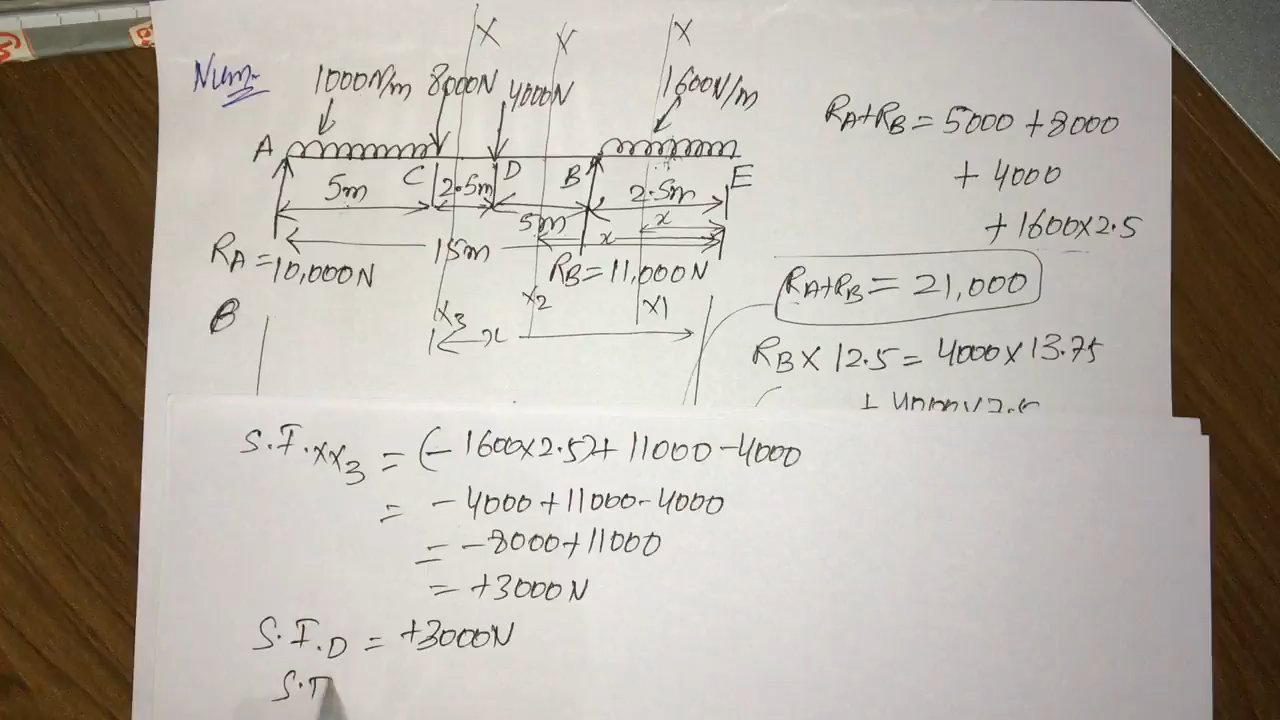 X X X
Num-
1000N/m 8000N 4000N 1600N/m
A C D B E
5m 2.5m 5m 2.5m
x x
15m
RA = 10,000N RB = 11,000N
X3 X2 X1
x
B
RA+RB = 5000 + 8000
+ 4000
+ 1600×2.5
RA+RB = 21,000
RB × 12.5 = 4000 × 13.75
S.F.xx3 = (- 1600×2.5) + 11000 - 4000
= - 4000 + 11000 - 4000
= - 8000 + 11000
= + 3000 N
S.F.D = +3000N
S.F